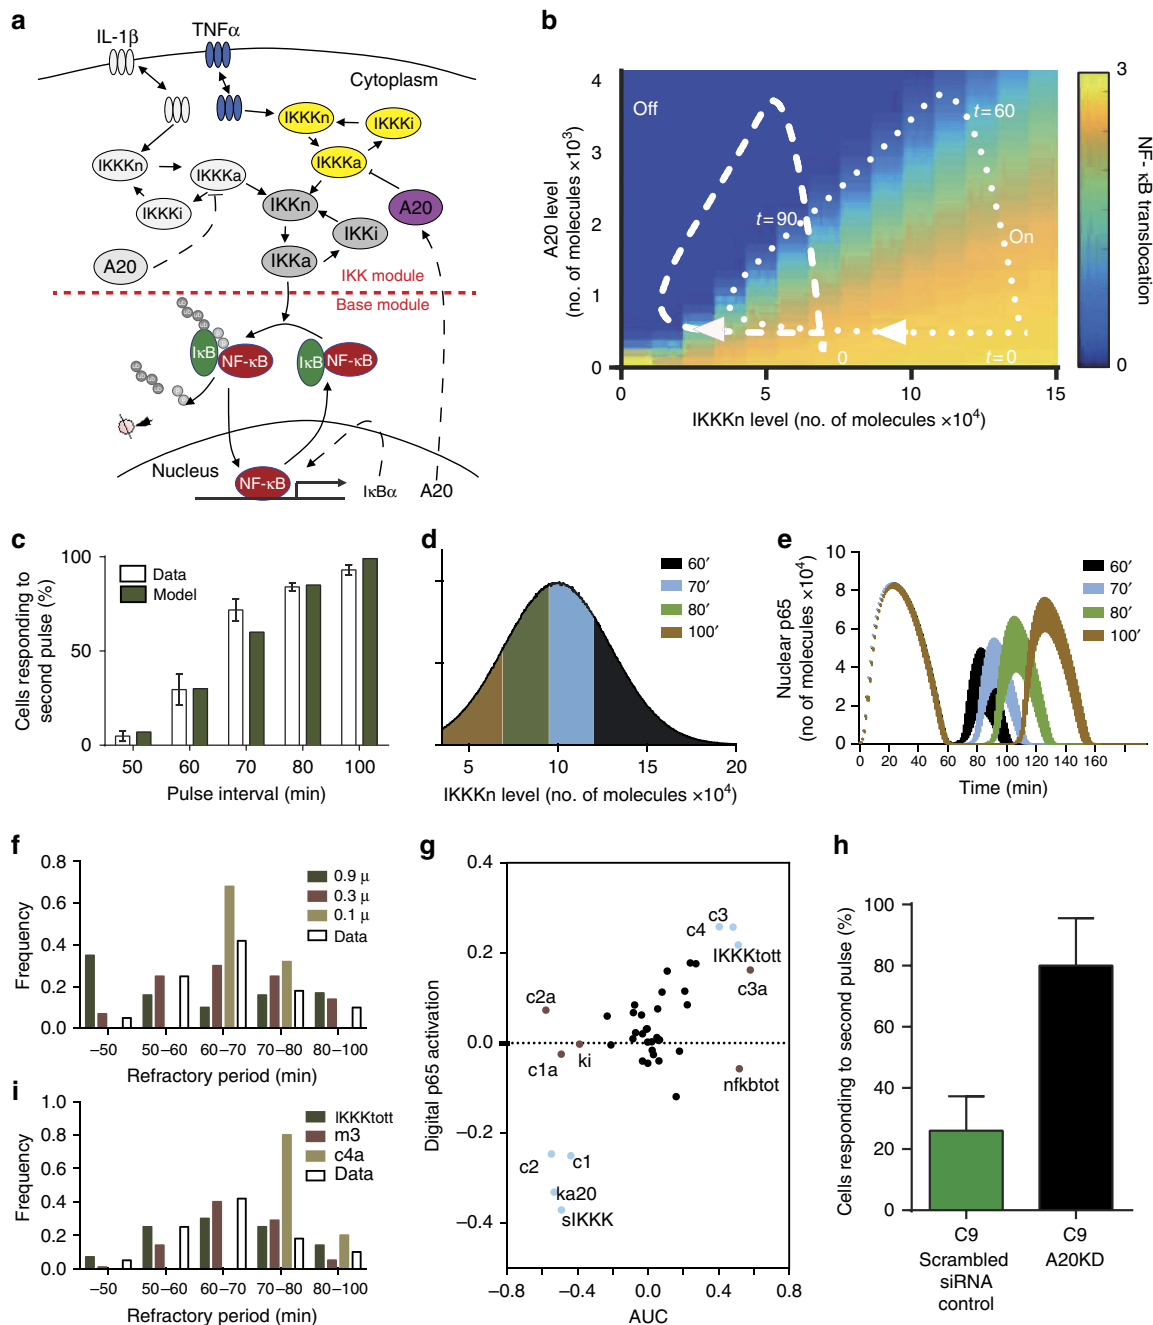 a
IL-1β
TNFα
Cytoplasm
IKKKn
IKKKi
IKKKn
IKKKa
IKKKa
IKKKi
IKKn
A20
IKKi
A20
IKKa
IKK module
Base module
IκB
NF-κB
IκB
NF-κB
Nucleus
NF-κB
IκBα
A20
b
A20 level
(no. of molecules ×10³)
4
3
2
1
0
Off
t=60
t=90
On
0
t=0
0
5
10
15
IKKKn level (no. of molecules ×10⁴)
3
0
NF-κB translocation
c
Cells responding to
second pulse (%)
100
50
0
Data
Model
50
60
70
80
100
Pulse interval (min)
d
60′
70′
80′
100′
5
10
15
20
IKKKn level (no. of molecules ×10⁴)
e
Nuclear p65
(no of molecules ×10⁴)
10
8
6
4
2
0
60′
70′
80′
100′
0 20 40 60 80 100 120 140 160
Time (min)
f
Frequency
0.8
0.6
0.4
0.2
0.0
0.9 μ
0.3 μ
0.1 μ
Data
–50 50–60 60–70 70–80 80–100
Refractory period (min)
g
Digital p65 activation
0.4
0.2
0.0
–0.2
–0.4
c3
c4
IKKKtott
c3a
c2a
c1a
ki
nfkbtot
c2
c1
ka20
sIKKK
–0.8 –0.4 0.0 0.4 0.8
AUC
h
Cells responding to second pulse (%)
100
80
60
40
20
0
C9
Scrambled
siRNA
control
C9
A20KD
i
Frequency
1.0
0.8
0.6
0.4
0.2
0.0
IKKKtott
m3
c4a
Data
–50 50–60 60–70 70–80 80–100
Refractory period (min)